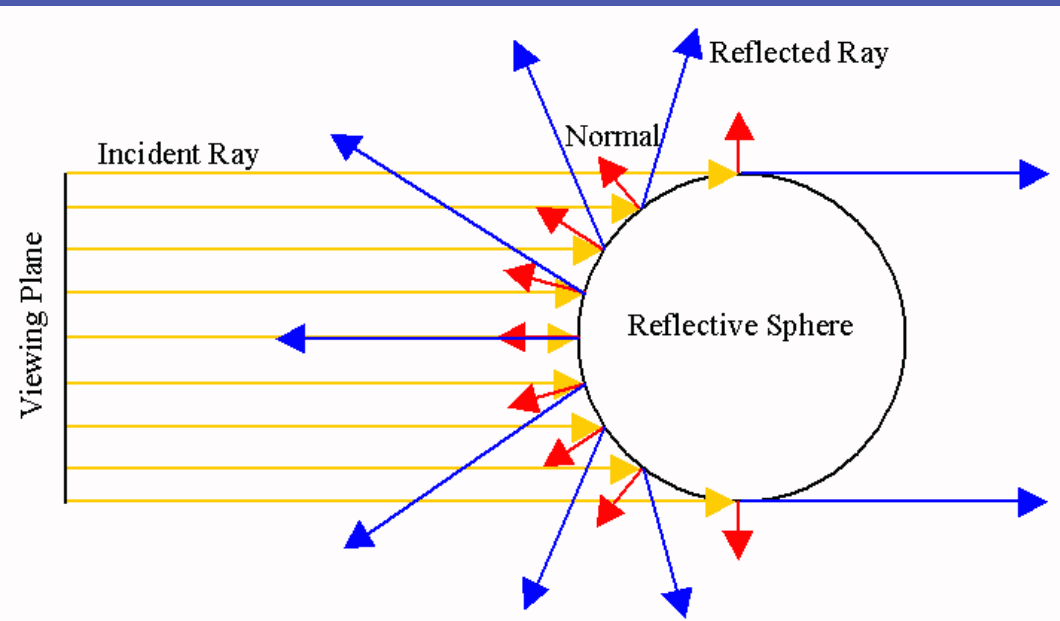 Reflected Ray
Normal
Incident Ray
Viewing Plane
Reflective Sphere